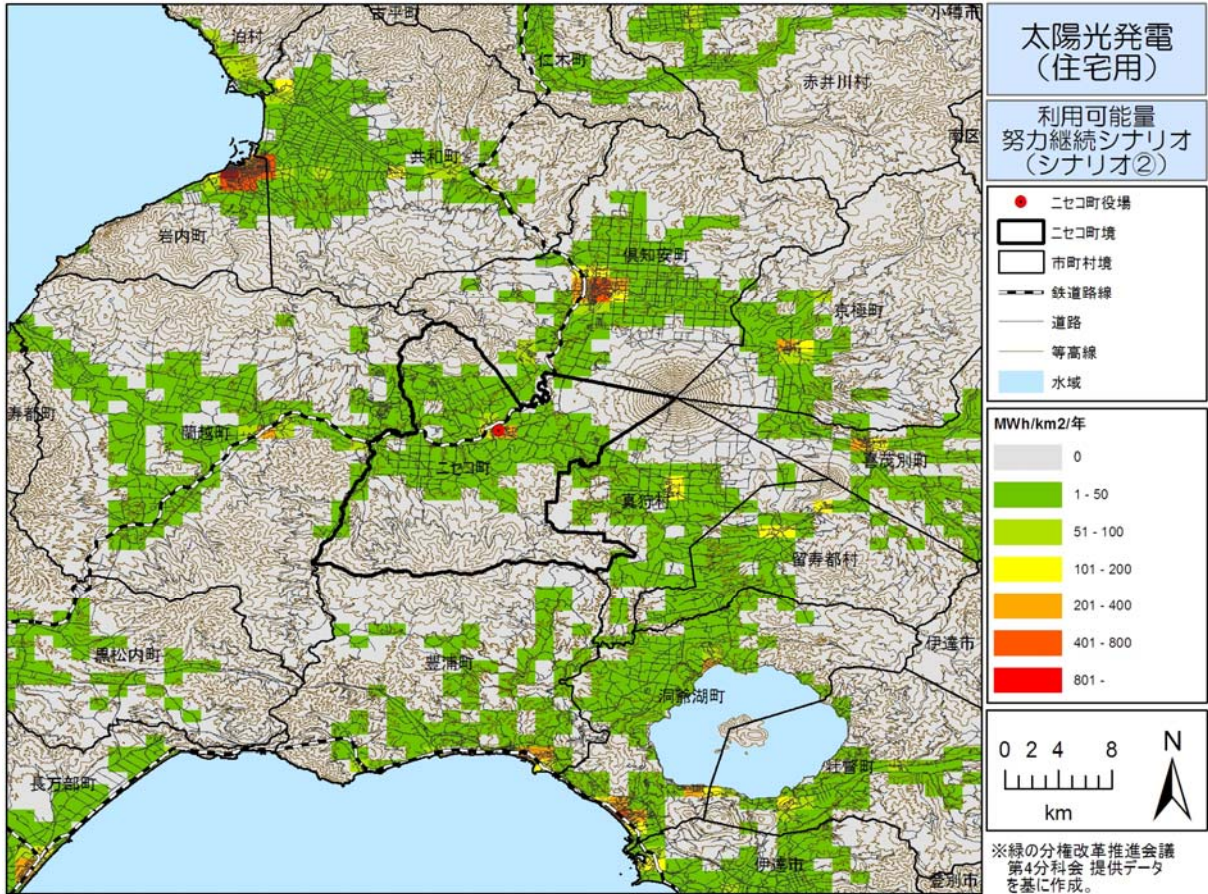 古平町
小樽市
泊村
仁木町
赤井川村
南区
共和町
岩内町
倶知安町
京極町
寿都町
蘭越町
ニセコ町
喜茂別町
真狩村
留寿都村
黒松内町
豊浦町
伊達市
洞爺湖町
長万部町
壮瞥町
伊達市
登別市
太陽光発電
（住宅用）
利用可能量
努力継続シナリオ
（シナリオ②）
ニセコ町役場
ニセコ町境
市町村境
鉄道路線
道路
等高線
水域
MWh/km2/年
0
1 - 50
51 - 100
101 - 200
201 - 400
401 - 800
801 -
0 2 4 8
km
N
※緑の分権改革推進会議
第4分科会 提供データ
を基に作成。